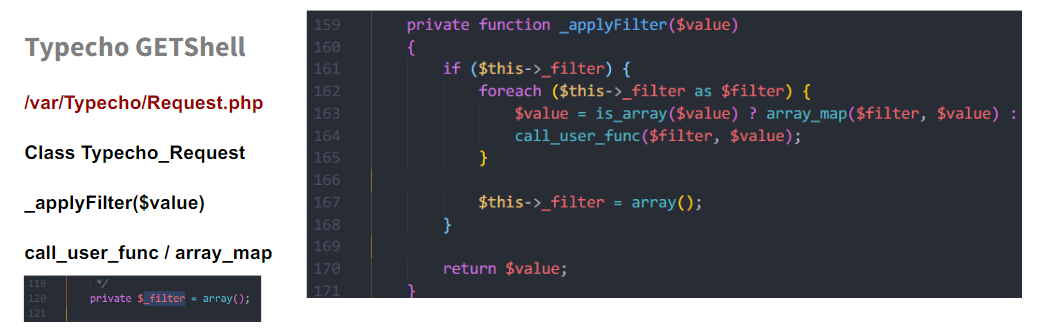 Typecho GETShell
/var/Typecho/Request.php
Class Typecho_Request
_applyFilter($value)
call_user_func / array_map
119 */
120 private $_filter = array();
121
159 private function _applyFilter($value)
160 {
161 if ($this->_filter) {
162 foreach ($this->_filter as $filter) {
163 $value = is_array($value) ? array_map($filter, $value) :
164 call_user_func($filter, $value);
165 }
166
167 $this->_filter = array();
168 }
169
170 return $value;
171 }